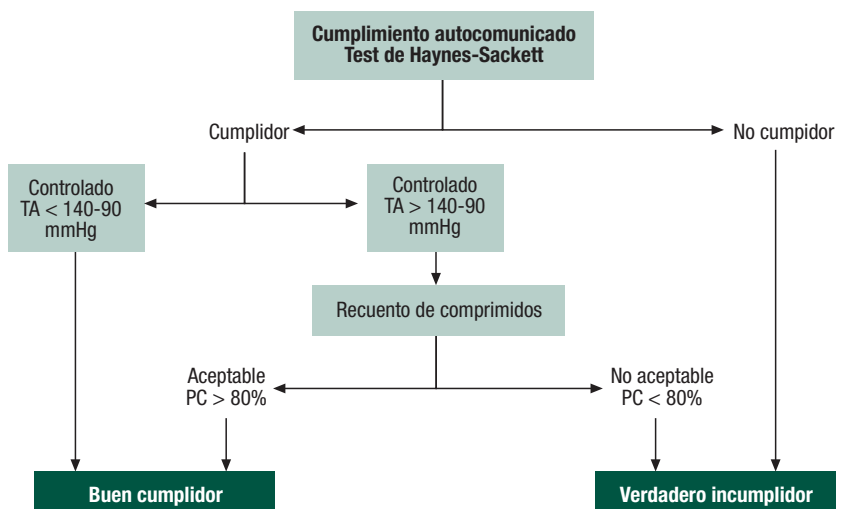 Cumplimiento autocomunicado
Test de Haynes-Sackett
Cumplidor
No cumpidor
Controlado
TA < 140-90
mmHg
Controlado
TA > 140-90
mmHg
Recuento de comprimidos
Aceptable
PC > 80%
No aceptable
PC < 80%
Buen cumplidor
Verdadero incumplidor